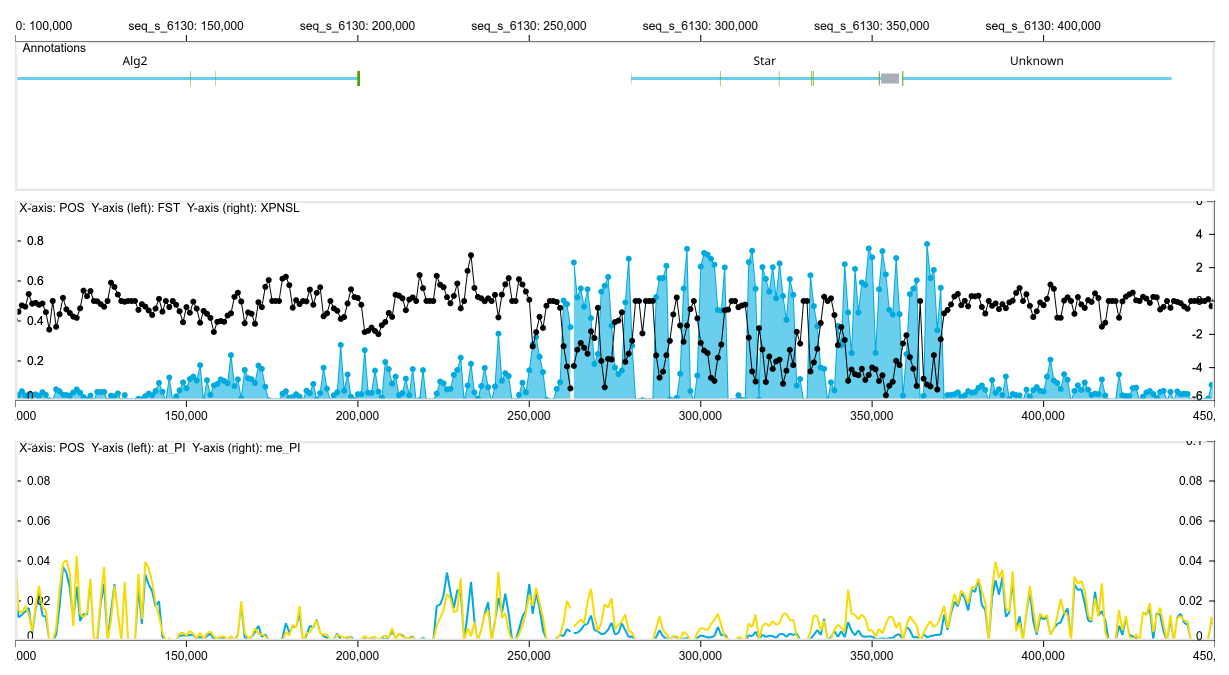 0: 100,000 seq_s_6130: 150,000 seq_s_6130: 200,000 seq_s_6130: 250,000 seq_s_6130: 300,000 seq_s_6130: 350,000 seq_s_6130: 400,000
Annotations
Alg2 Star Unknown
X-axis: POS Y-axis (left): FST Y-axis (right): XPNSL
6
0.8 4
0.6 2
0.4 -2
0.2 -4
0 -6
000 150,000 200,000 250,000 300,000 350,000 400,000 450,
X-axis: POS Y-axis (left): at_PI Y-axis (right): me_PI
0.1
0.08 0.08
0.06 0.06
0.04 0.04
0.02 0.02
0 0
000 150,000 200,000 250,000 300,000 350,000 400,000 450,